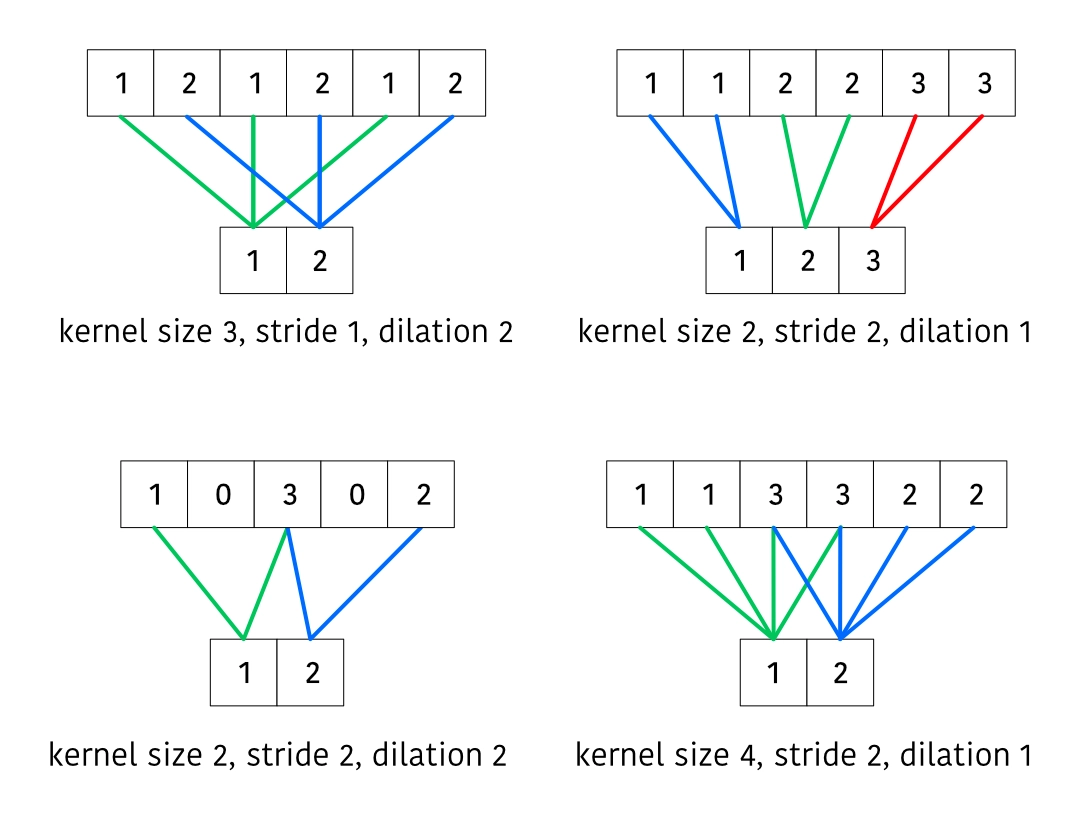 1 2 1 2 1 2
1 2
kernel size 3, stride 1, dilation 2
1 1 2 2 3 3
1 2 3
kernel size 2, stride 2, dilation 1
1 0 3 0 2
1 2
kernel size 2, stride 2, dilation 2
1 1 3 3 2 2
1 2
kernel size 4, stride 2, dilation 1